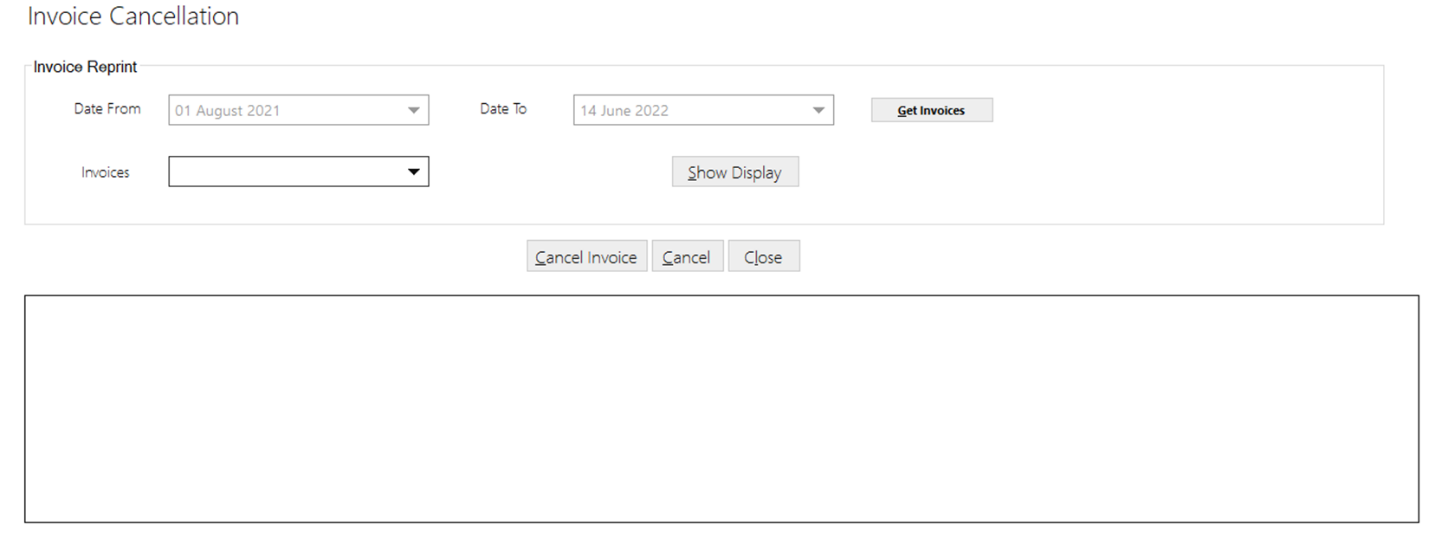 Invoice Cancellation
Invoice Reprint
Date From 01 August 2021 Date To 14 June 2022 Get Invoices
Invoices Show Display
Cancel Invoice Cancel Close